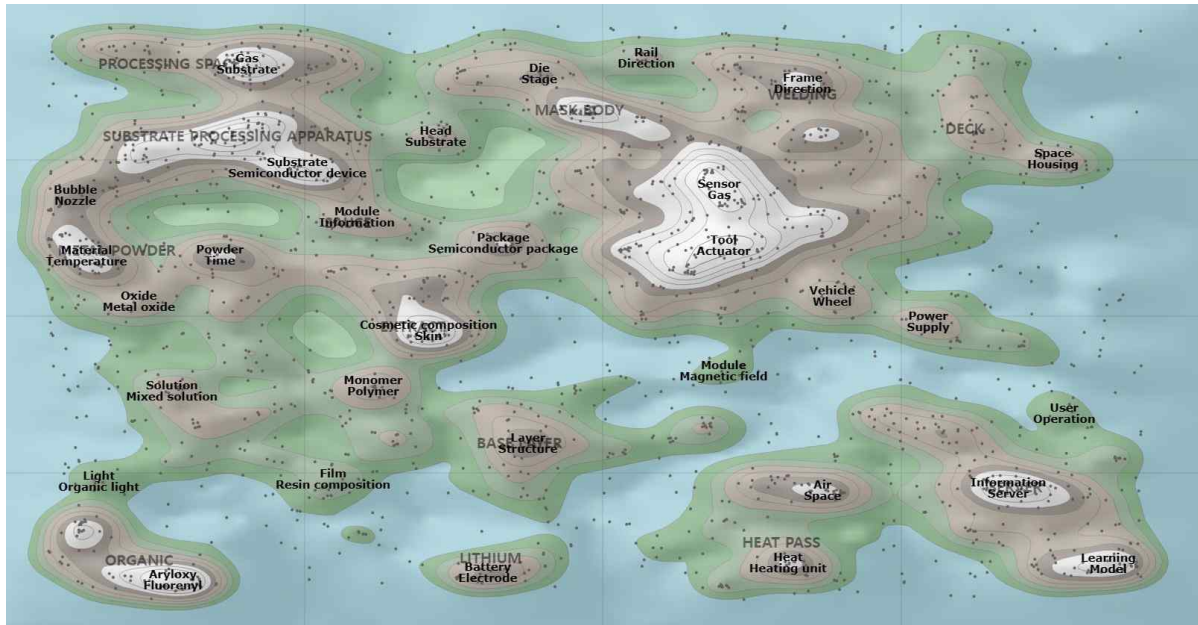 PROCESSING SPACE
Gas
Substrate
Die
Stage
Rail
Direction
Frame
Direction
WELDING
MASK BODY
SUBSTRATE PROCESSING APPARATUS
Head
Substrate
DECK
Space
Housing
Substrate
Semiconductor device
Bubble
Nozzle
Sensor
Gas
Module
Information
Package
Semiconductor package
Tool
Actuator
POWDER
Material
Temperature
Powder
Time
Oxide
Metal oxide
Vehicle
Wheel
Power
Supply
Cosmetic composition
Skin
Module
Magnetic field
Solution
Mixed solution
Monomer
Polymer
User
Operation
BASE LAYER
Layer
Structure
Light
Organic light
Film
Resin composition
Air
Space
Information
Server
SERVER
HEAT PASS
Heat
Heating unit
ORGANIC
Aryloxy
Fluorenyl
LITHIUM
Battery
Electrode
Learning
Model